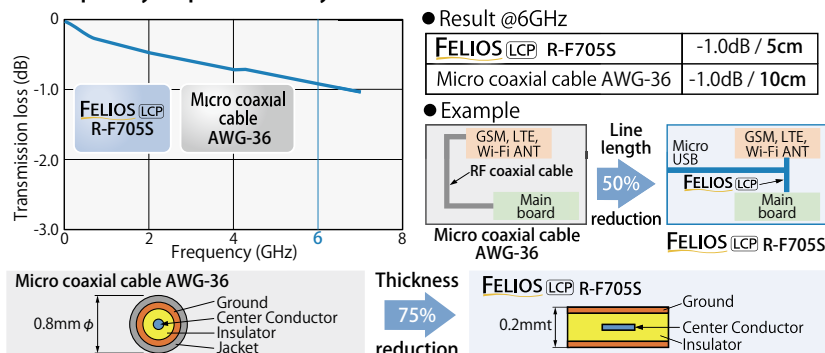 0
-1.0
-2.0
-3.0
Transmission loss (dB)
FELIOS LCP
R-F705S
Micro coaxial
cable
AWG-36
0
2
4
6
8
Frequency (GHz)
● Result @6GHz
FELIOS LCP R-F705S
-1.0dB / 5cm
Micro coaxial cable AWG-36
-1.0dB / 10cm
● Example
GSM, LTE,
Wi-Fi ANT
RF coaxial cable
Main
board
Micro coaxial cable
AWG-36
Line
length
50%
reduction
Micro
USB
GSM, LTE,
Wi-Fi ANT
FELIOS LCP
Main
board
FELIOS LCP R-F705S
Micro coaxial cable AWG-36
0.8mm ϕ
Ground
Center Conductor
Insulator
Jacket
Thickness
75%
reduction
FELIOS LCP R-F705S
0.2mmt
Ground
Center Conductor
Insulator